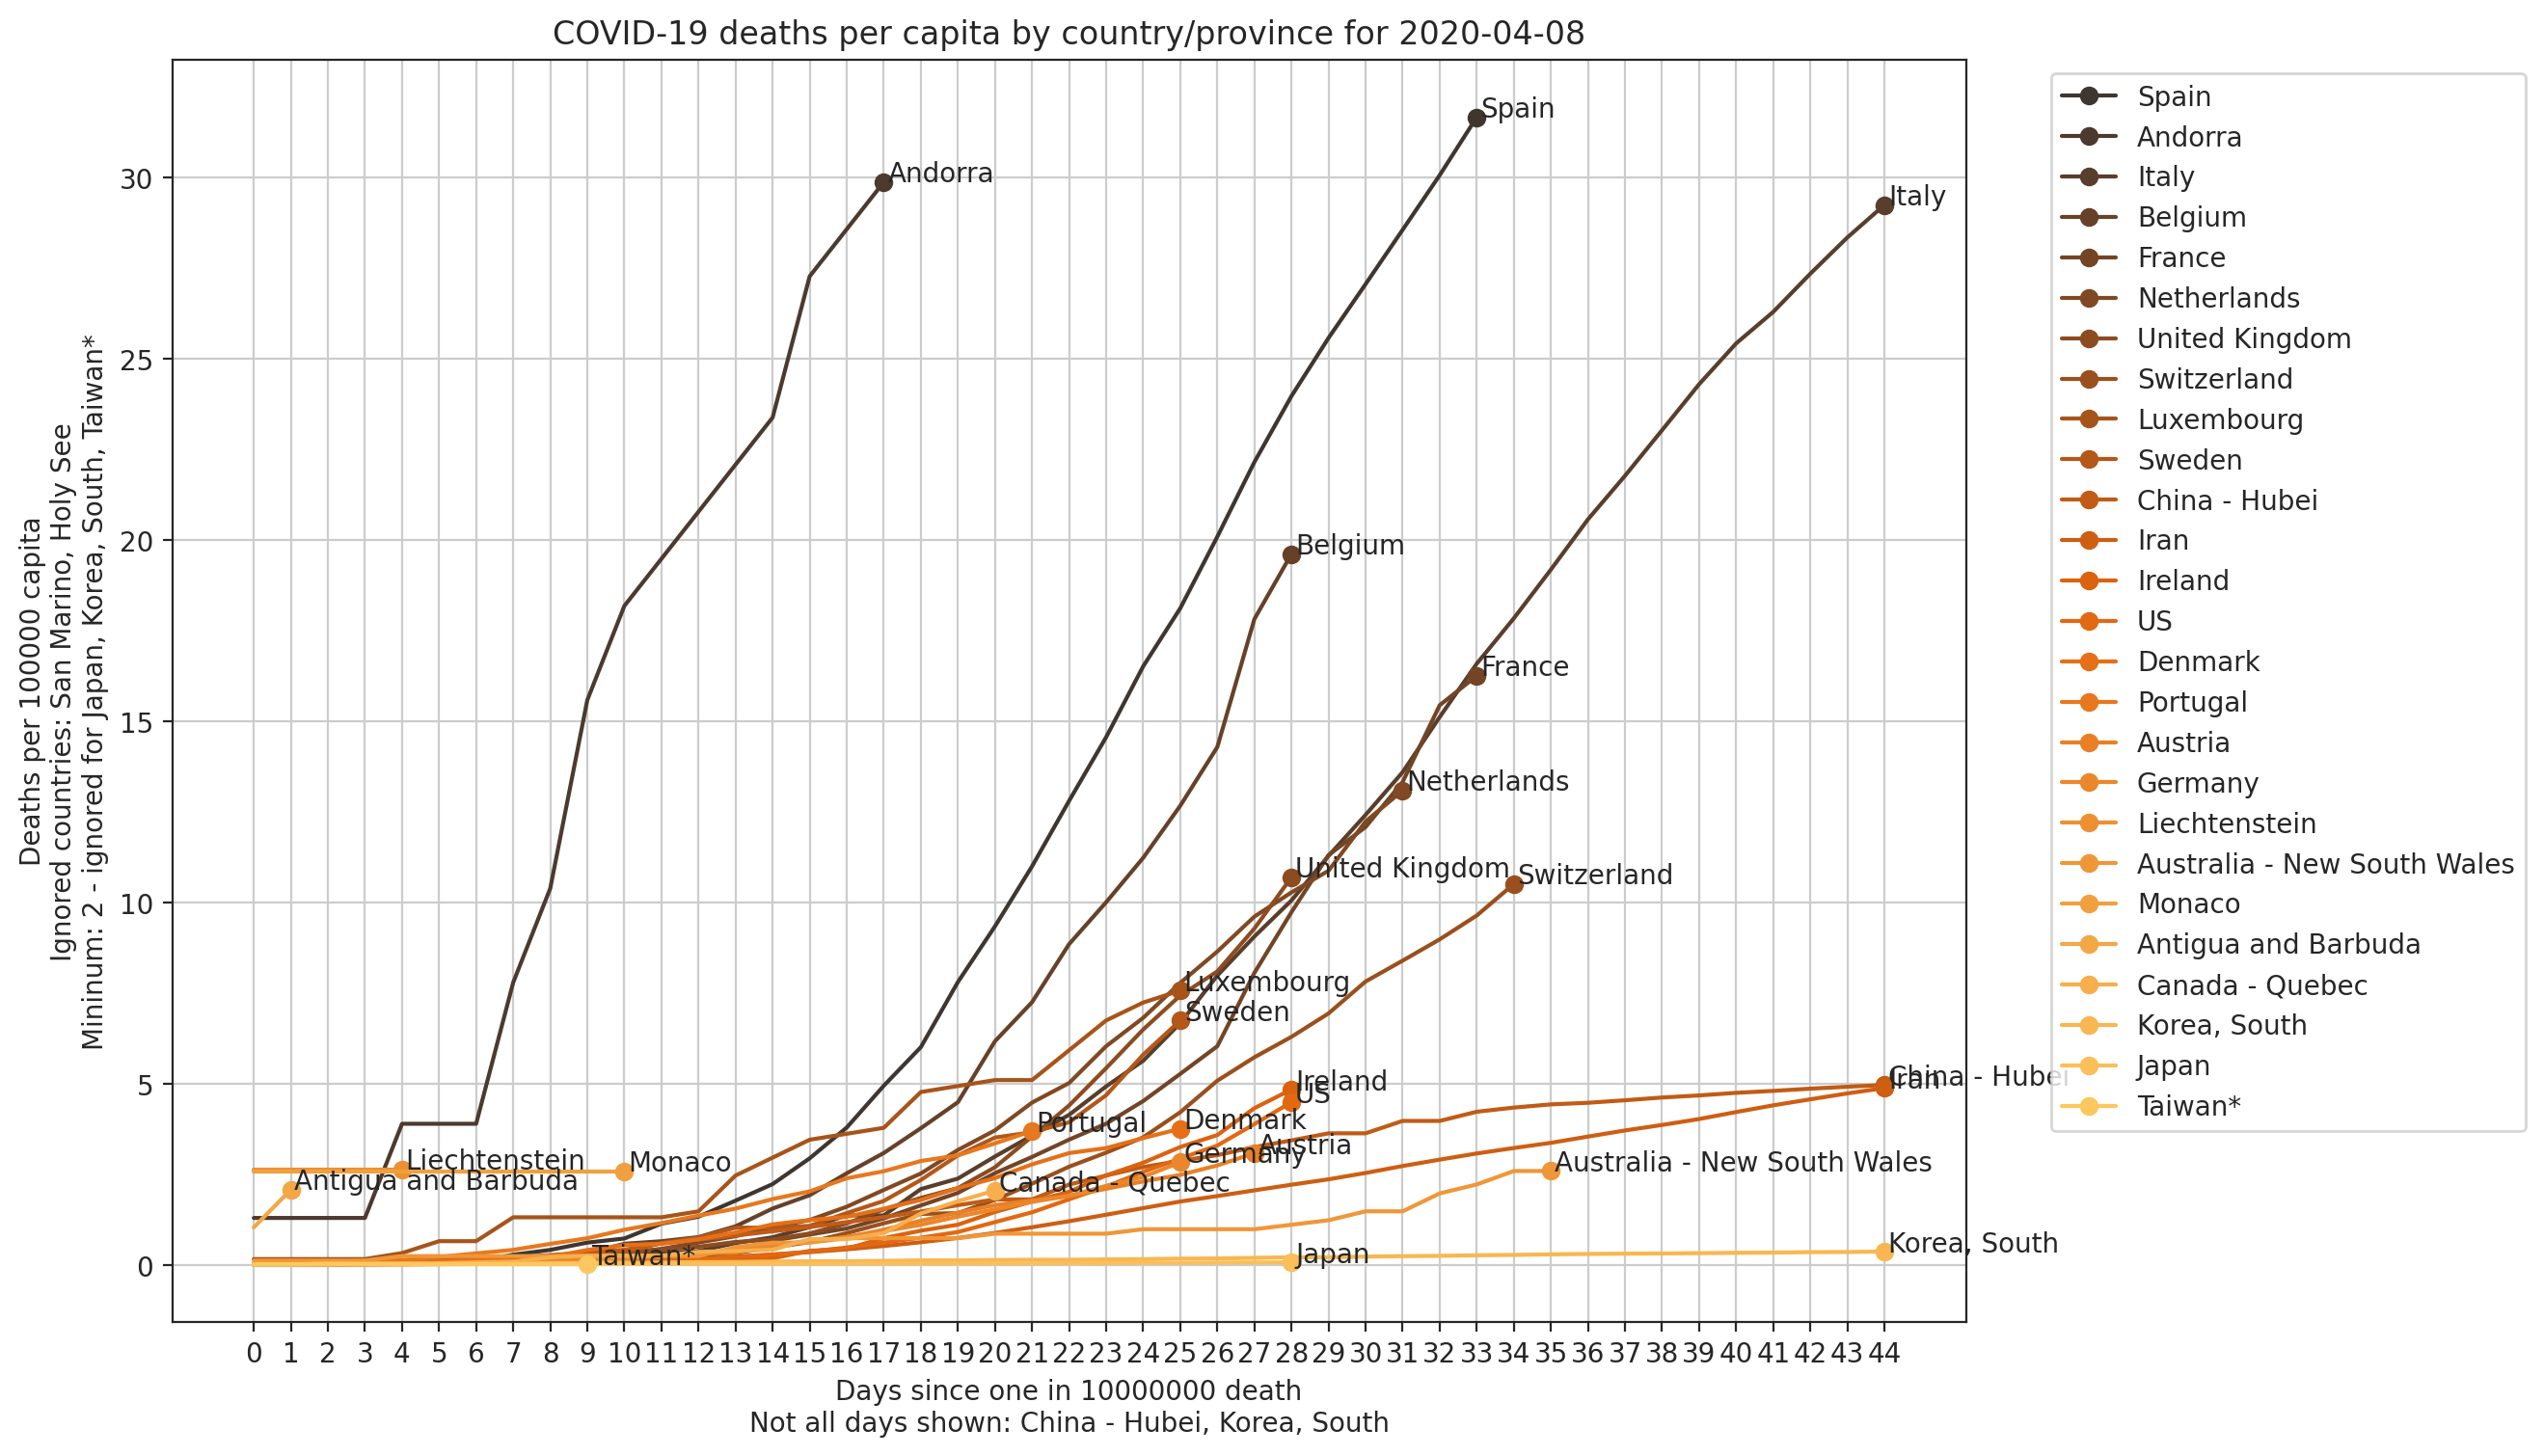 COVID-19 deaths per capita by country/province for 2020-04-08
Deaths per 100000 capita
Ignored countries: San Marino, Holy See
Mininum: 2 - ignored for Japan, Korea, South, Taiwan*
30
25
20
15
10
5
0
Spain
Andorra
Italy
Belgium
France
Netherlands
United Kingdom
Switzerland
Luxembourg
Sweden
Ireland
US
China - Hubei
Iran
Portugal
Denmark
Austria
Germany
Liechtenstein
Monaco
Antigua and Barbuda
Canada - Quebec
Australia - New South Wales
Taiwan*
Japan
Korea, South
0 1 2 3 4 5 6 7 8 9 10 11 12 13 14 15 16 17 18 19 20 21 22 23 24 25 26 27 28 29 30 31 32 33 34 35 36 37 38 39 40 41 42 43 44
Days since one in 10000000 death
Not all days shown: China - Hubei, Korea, South
Spain
Andorra
Italy
Belgium
France
Netherlands
United Kingdom
Switzerland
Luxembourg
Sweden
China - Hubei
Iran
Ireland
US
Denmark
Portugal
Austria
Germany
Liechtenstein
Australia - New South Wales
Monaco
Antigua and Barbuda
Canada - Quebec
Korea, South
Japan
Taiwan*